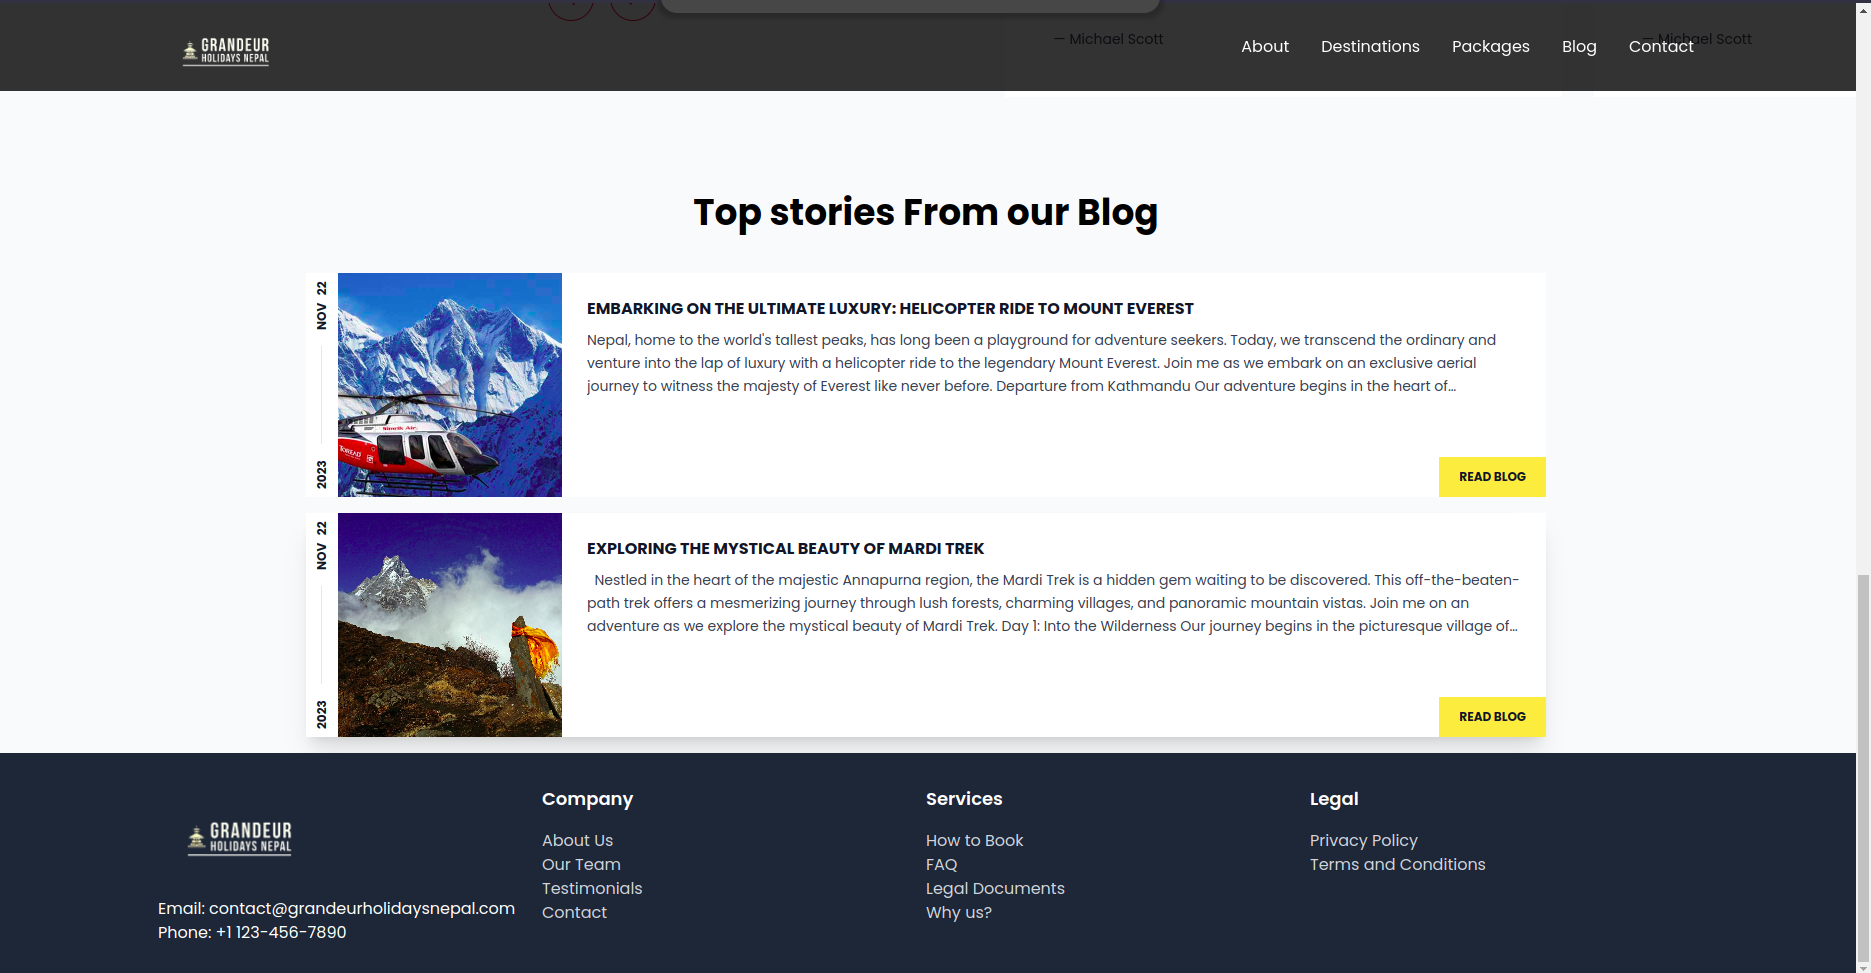 — Michael Scott
— Michael Scott
GRANDEUR
HOLIDAYS NEPAL
About
Destinations
Packages
Blog
Contact
Top stories From our Blog
NOV 22
2023
Simrik Air
TOREAD
EMBARKING ON THE ULTIMATE LUXURY: HELICOPTER RIDE TO MOUNT EVEREST
Nepal, home to the world's tallest peaks, has long been a playground for adventure seekers. Today, we transcend the ordinary and
venture into the lap of luxury with a helicopter ride to the legendary Mount Everest. Join me as we embark on an exclusive aerial
journey to witness the majesty of Everest like never before. Departure from Kathmandu Our adventure begins in the heart of...
READ BLOG
NOV 22
2023
EXPLORING THE MYSTICAL BEAUTY OF MARDI TREK
Nestled in the heart of the majestic Annapurna region, the Mardi Trek is a hidden gem waiting to be discovered. This off-the-beaten-
path trek offers a mesmerizing journey through lush forests, charming villages, and panoramic mountain vistas. Join me on an
adventure as we explore the mystical beauty of Mardi Trek. Day 1: Into the Wilderness Our journey begins in the picturesque village of...
READ BLOG
GRANDEUR
HOLIDAYS NEPAL
Email: contact@grandeurholidaysnepal.com
Phone: +1 123-456-7890
Company
About Us
Our Team
Testimonials
Contact
Services
How to Book
FAQ
Legal Documents
Why us?
Legal
Privacy Policy
Terms and Conditions